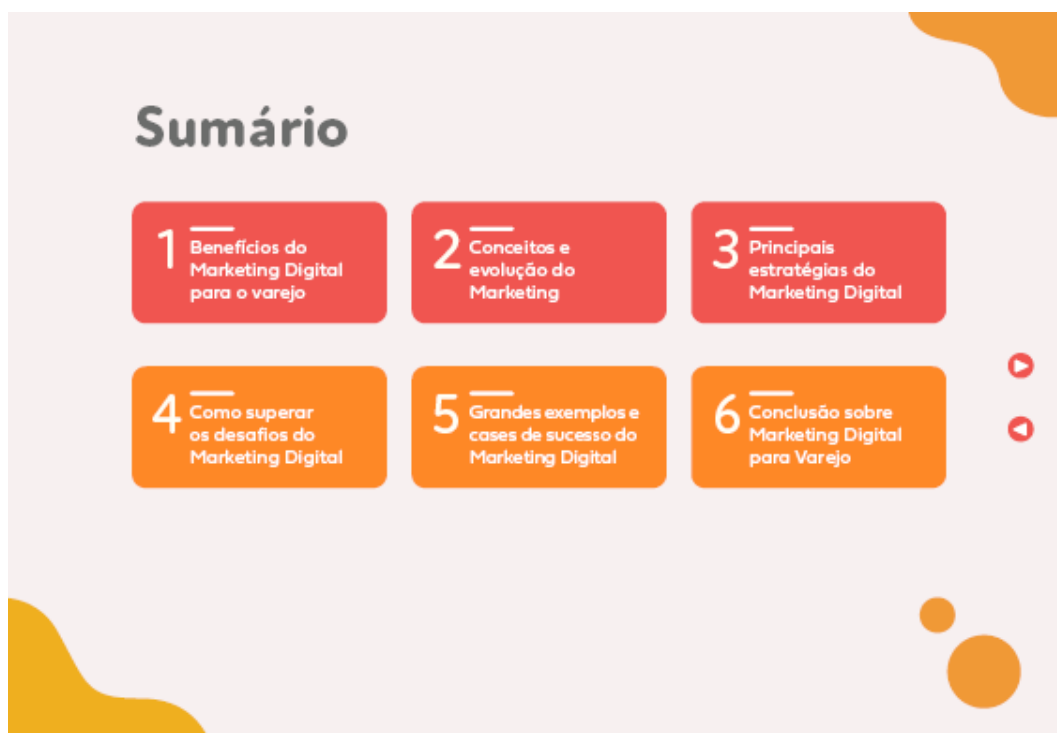 Sumário
1 Benefícios do
Marketing Digital
para o varejo
2 Conceitos e
evolução do
Marketing
3 Principais
estratégias do
Marketing Digital
4 Como superar
os desafios do
Marketing Digital
5 Grandes exemplos e
cases de sucesso do
Marketing Digital
6 Conclusão sobre
Marketing Digital
para Varejo